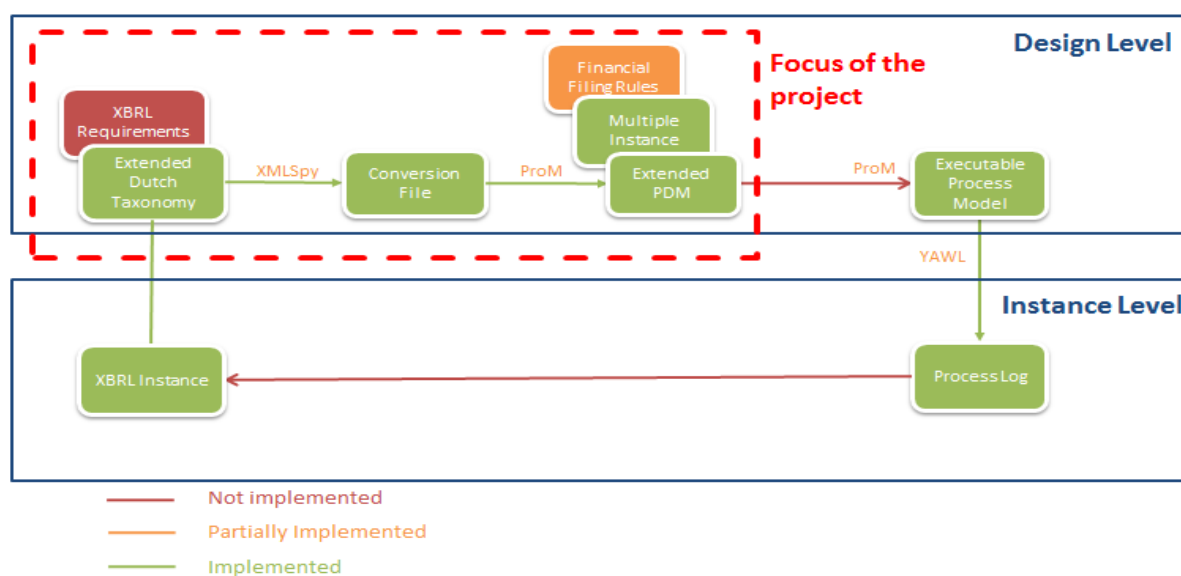 Design Level
Focus of the
project
Financial
Filing Rules
XBRL
Requirements
Multiple
Instance
Extended
Dutch
Taxonomy
XMLSpy
Conversion
File
ProM
Extended
PDM
ProM
Executable
Process
Model
YAWL
Instance Level
XBRL Instance
Process Log
Not implemented
Partially Implemented
Implemented